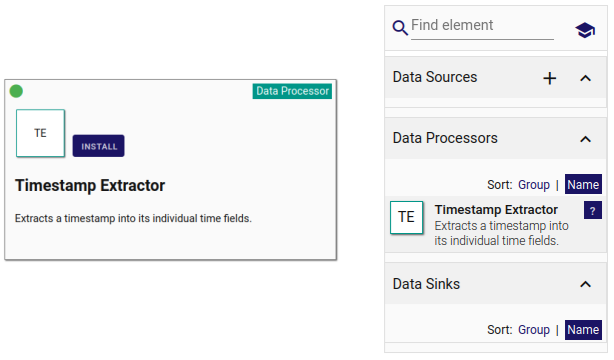 Data Processor
TE
INSTALL
Timestamp Extractor
Extracts a timestamp into its individual time fields.
Find element
Data Sources
Data Processors
Sort: Group | Name
TE
Timestamp Extractor
?
Extracts a timestamp into
its individual time fields.
Data Sinks
Sort: Group | Name